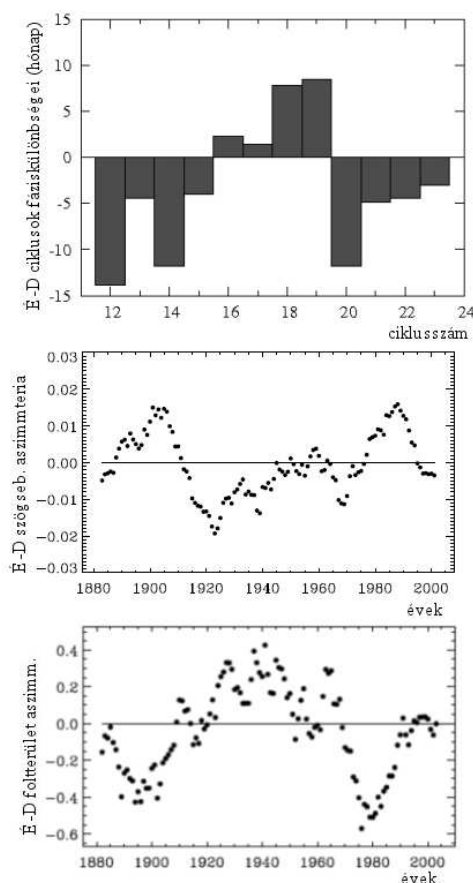 É-D ciklusok fáziskülönbségei (hónap)
15
10
5
0
-5
-10
-15
12 14 16 18 20 22 24
ciklusszám
É-D szögseb. aszimmteria
0.03
0.02
0.01
0.00
-0.01
-0.02
-0.03
1880 1900 1920 1940 1960 1980 2000
évek
É-D foltterület aszimm.
0.4
0.2
0.0
-0.2
-0.4
-0.6
1880 1900 1920 1940 1960 1980 2000
évek